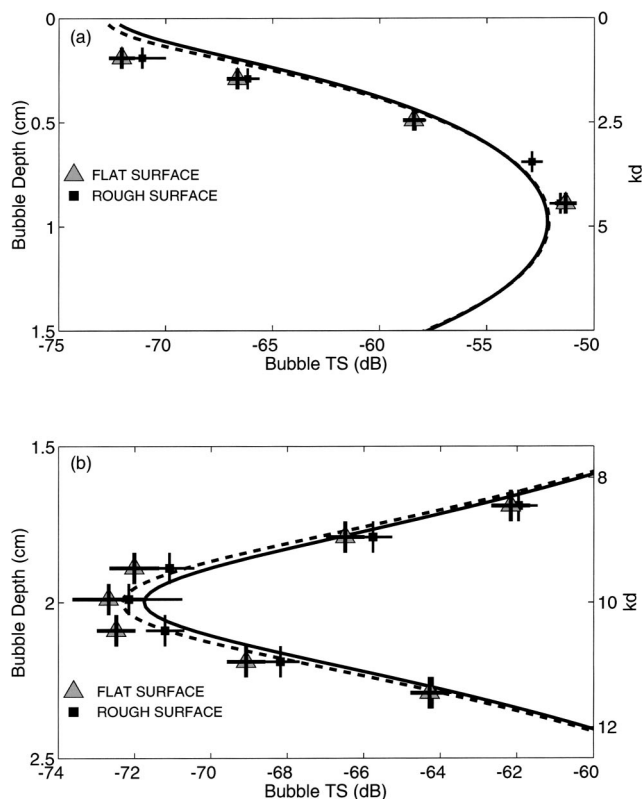 (a)
0
0.5
1
1.5
Bubble Depth (cm)
0
2.5
5
kd
FLAT SURFACE
ROUGH SURFACE
-75 -70 -65 -60 -55 -50
Bubble TS (dB)
(b)
1.5
2
2.5
Bubble Depth (cm)
8
10
12
kd
FLAT SURFACE
ROUGH SURFACE
-74 -72 -70 -68 -66 -64 -62 -60
Bubble TS (dB)